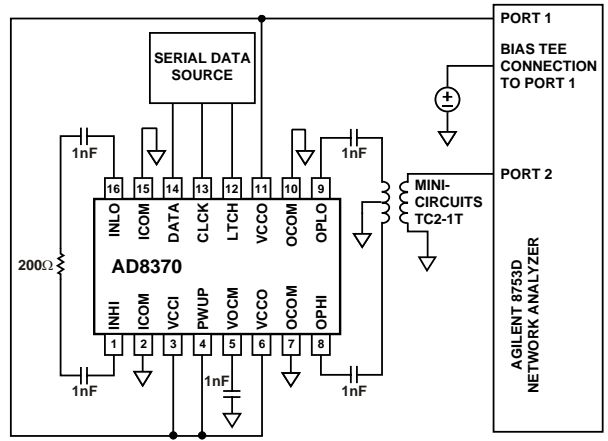 PORT 1
BIAS TEE
CONNECTION
TO PORT 1
SERIAL DATA
SOURCE
1nF
1nF
PORT 2
16 15 14 13 12 11 10 9
INLO ICOM DATA CLCK LTCH VCCO OCOM OPLO
MINI-
CIRCUITS
TC2-1T
200Ω
AD8370
INHI ICOM VCCI PWUP VOCM VCCO OCOM OPHI
1 2 3 4 5 6 7 8
1nF
1nF
1nF
AGILENT 8753D
NETWORK ANALYZER